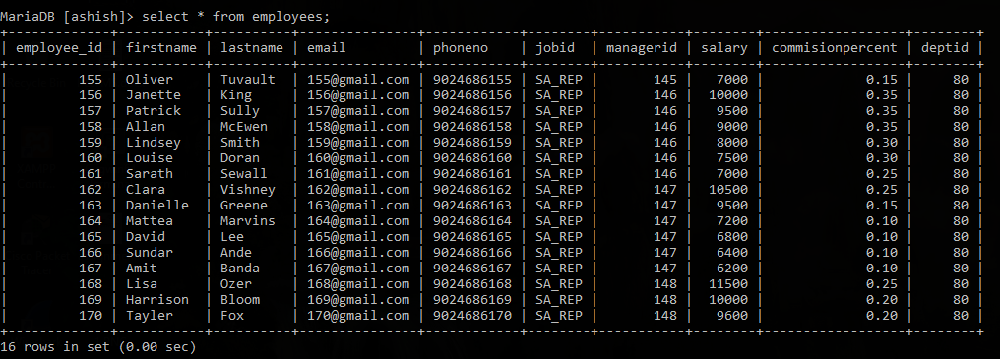 MariaDB [ashish]> select * from employees;
+-------------+-----------+----------+---------------+------------+--------+-----------+--------+------------------+--------+
| employee_id | firstname | lastname | email         | phoneno    | jobid  | managerid | salary | commisionpercent | deptid |
+-------------+-----------+----------+---------------+------------+--------+-----------+--------+------------------+--------+
|         155 | Oliver    | Tuvault  | 155@gmail.com | 9024686155 | SA_REP |       145 |   7000 |             0.15 |     80 |
|         156 | Janette   | King     | 156@gmail.com | 9024686156 | SA_REP |       146 |  10000 |             0.35 |     80 |
|         157 | Patrick   | Sully    | 157@gmail.com | 9024686157 | SA_REP |       146 |   9500 |             0.35 |     80 |
|         158 | Allan     | McEwen   | 158@gmail.com | 9024686158 | SA_REP |       146 |   9000 |             0.35 |     80 |
|         159 | Lindsey   | Smith    | 159@gmail.com | 9024686159 | SA_REP |       146 |   8000 |             0.30 |     80 |
|         160 | Louise    | Doran    | 160@gmail.com | 9024686160 | SA_REP |       146 |   7500 |             0.30 |     80 |
|         161 | Sarath    | Sewall   | 161@gmail.com | 9024686161 | SA_REP |       146 |   7000 |             0.25 |     80 |
|         162 | Clara     | Vishney  | 162@gmail.com | 9024686162 | SA_REP |       147 |  10500 |             0.25 |     80 |
|         163 | Danielle  | Greene   | 163@gmail.com | 9024686163 | SA_REP |       147 |   9500 |             0.15 |     80 |
|         164 | Mattea    | Marvins  | 164@gmail.com | 9024686164 | SA_REP |       147 |   7200 |             0.10 |     80 |
|         165 | David     | Lee      | 165@gmail.com | 9024686165 | SA_REP |       147 |   6800 |             0.10 |     80 |
|         166 | Sundar    | Ande     | 166@gmail.com | 9024686166 | SA_REP |       147 |   6400 |             0.10 |     80 |
|         167 | Amit      | Banda    | 167@gmail.com | 9024686167 | SA_REP |       147 |   6200 |             0.10 |     80 |
|         168 | Lisa      | Ozer     | 168@gmail.com | 9024686168 | SA_REP |       148 |  11500 |             0.25 |     80 |
|         169 | Harrison  | Bloom    | 169@gmail.com | 9024686169 | SA_REP |       148 |  10000 |             0.20 |     80 |
|         170 | Tayler    | Fox      | 170@gmail.com | 9024686170 | SA_REP |       148 |   9600 |             0.20 |     80 |
+-------------+-----------+----------+---------------+------------+--------+-----------+--------+------------------+--------+
16 rows in set (0.00 sec)